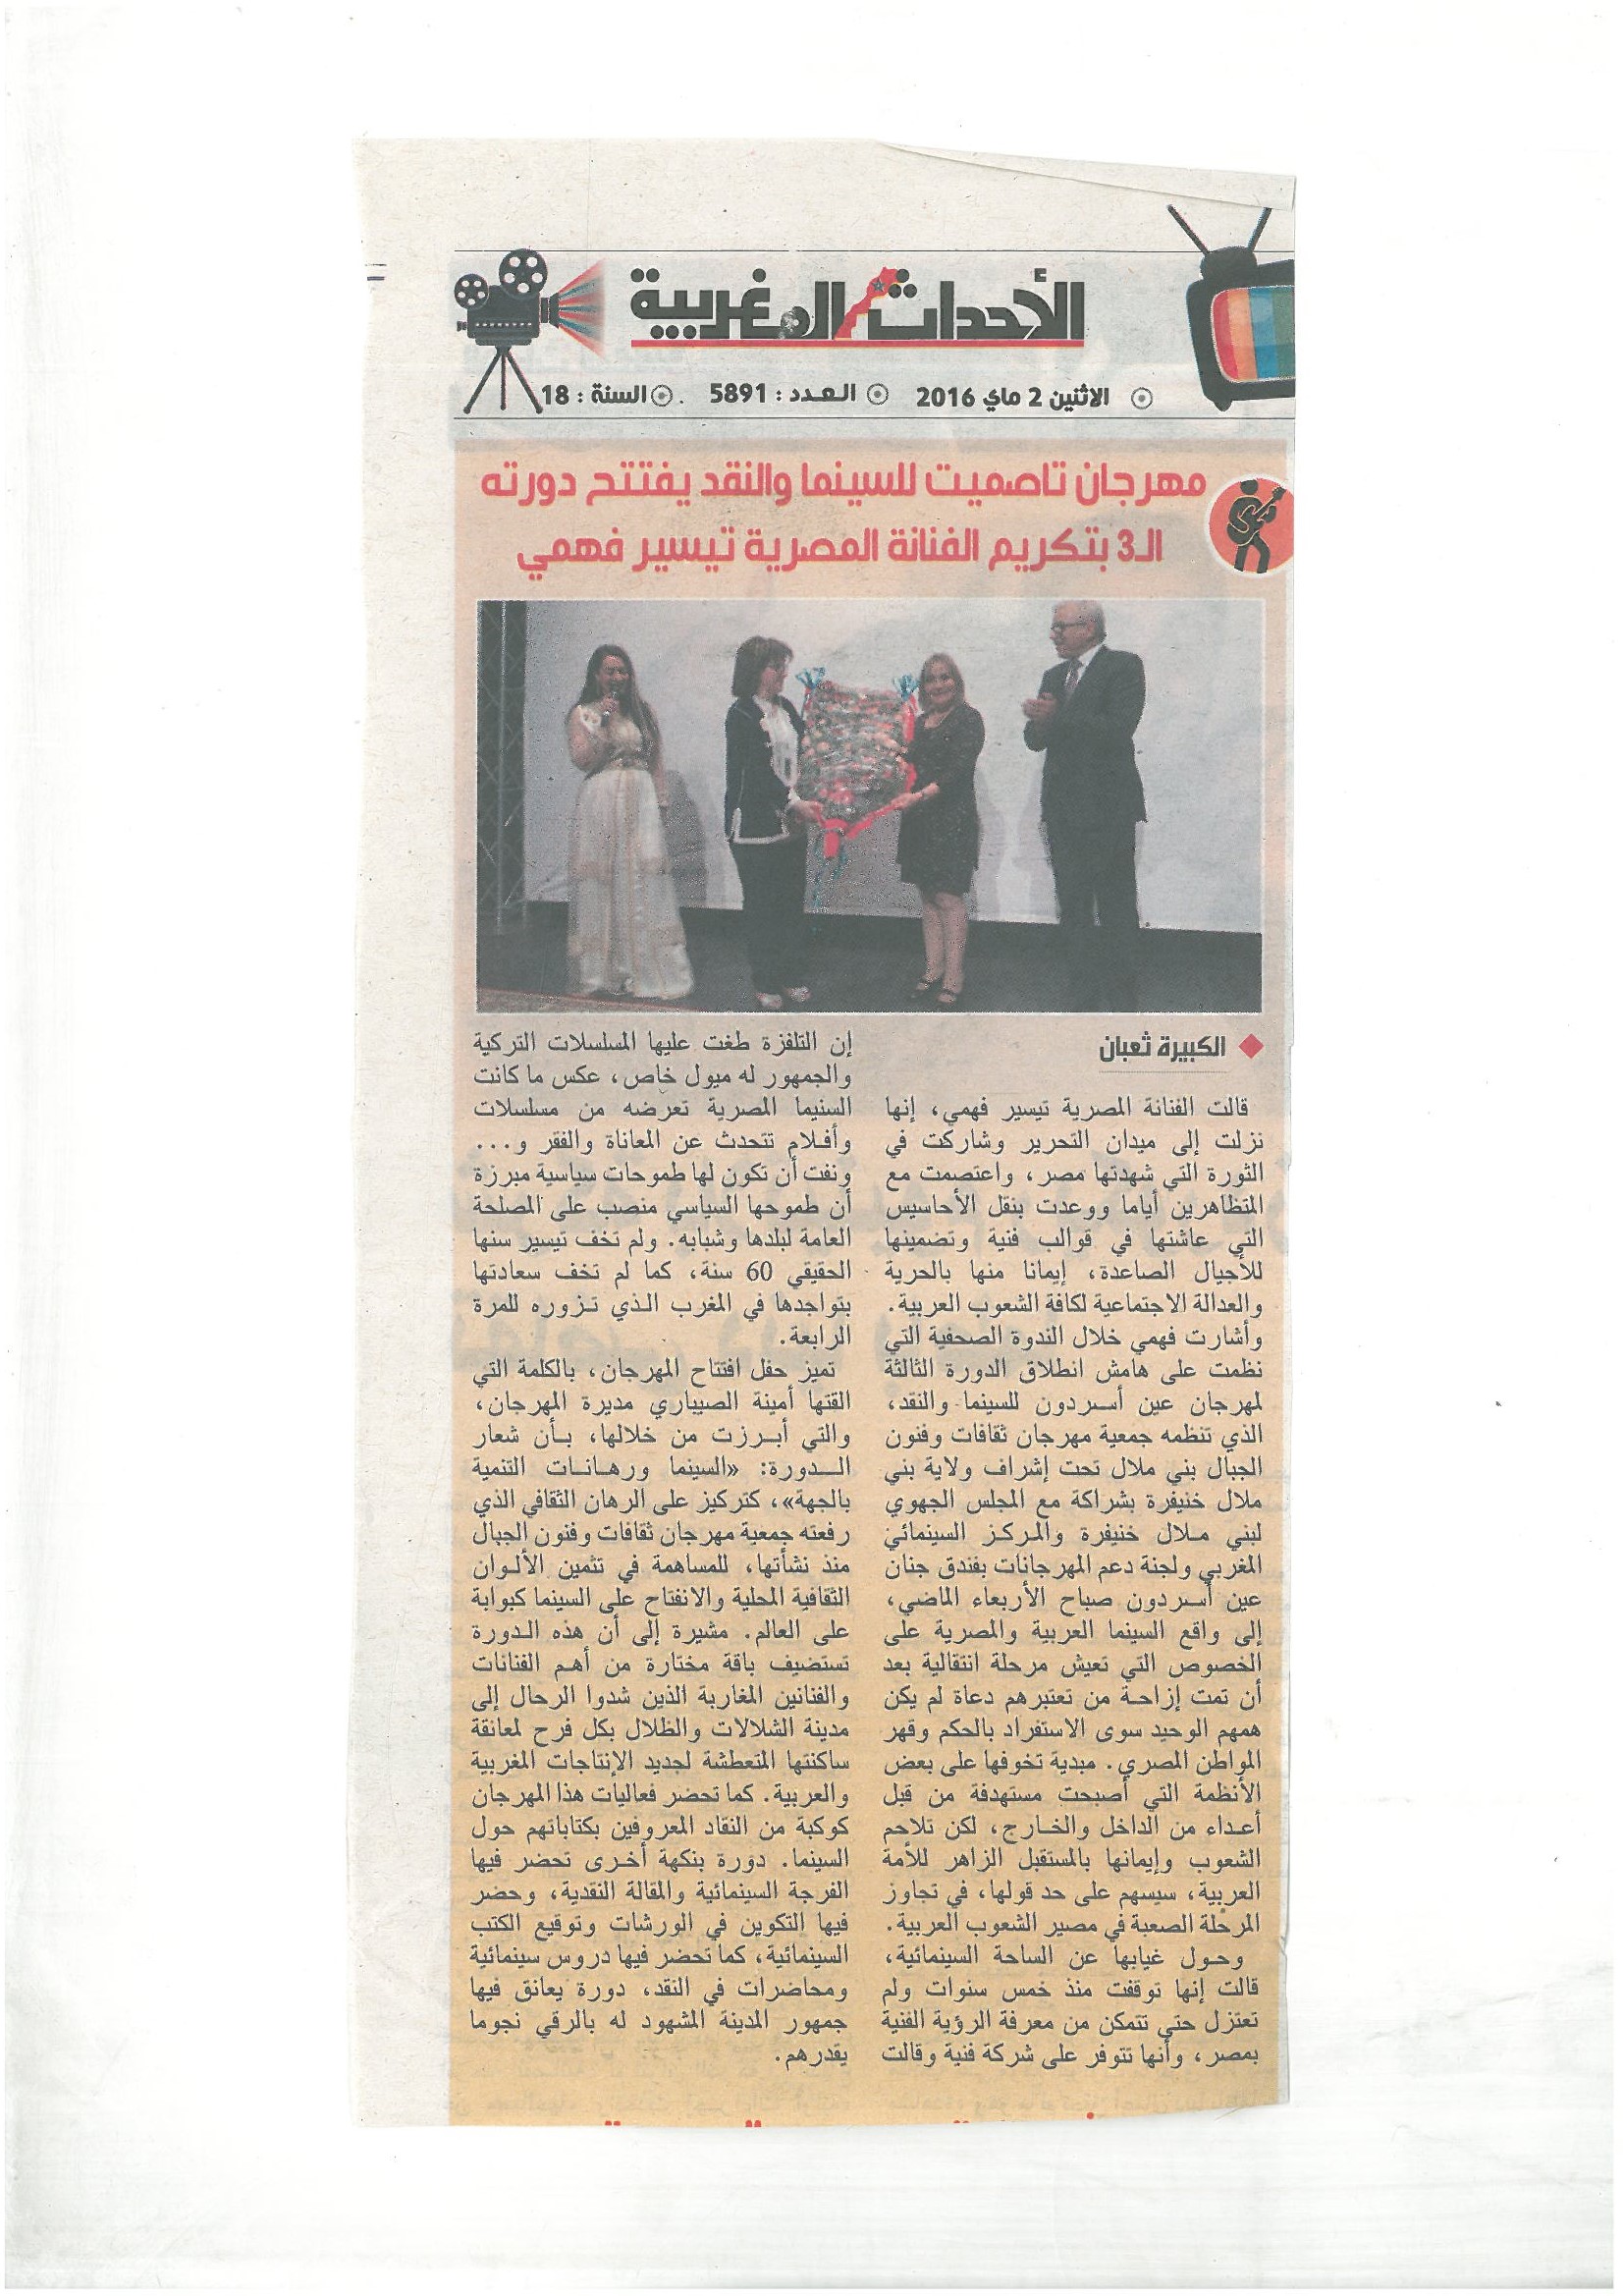 الأحداث المغربية
الاثنين 2 ماي 2016
العدد : 5891
السنة : 18
مهرجان تاصميت للسينما والنقد يفتتح دورته
الـ3 بتكريم الفنانة المصرية تيسير فهمي
الكبيرة ثعبان
قالت الفنانة المصرية تيسير فهمي، إنها
نزلت إلى ميدان التحرير وشاركت في
الثورة التي شهدتها مصر، واعتصمت مع
المتظاهرين أياما ووعدت بنقل الأحاسيس
التي عاشتها في قوالب فنية وتضمينها
للأجيال الصاعدة، إيمانا منها بالحرية
والعدالة الاجتماعية لكافة الشعوب العربية.
وأشارت فهمي خلال الندوة الصحفية التي
نظمت على هامش انطلاق الدورة الثالثة
لمهرجان عين أسردون للسينما والنقد،
الذي تنظمه جمعية مهرجان ثقافات وفنون
الجبال بني ملال تحت إشراف ولاية بني
ملال خنيفرة بشراكة مع المجلس الجهوي
لبني ملال خنيفرة والمركز السينمائي
المغربي ولجنة دعم المهرجانات بفندق جنان
عين أسردون صباح الأربعاء الماضي،
إلى واقع السينما العربية والمصرية على
الخصوص التي تعيش مرحلة انتقالية بعد
أن تمت إزاحة من تعتبرهم دعاة لم يكن
همهم الوحيد سوى الاستفراد بالحكم وقهر
المواطن المصري. مبدية تخوفها على بعض
الأنظمة التي أصبحت مستهدفة من قبل
أعداء من الداخل والخارج، لكن تلاحم
الشعوب وإيمانها بالمستقبل الزاهر للأمة
العربية، سيسهم على حد قولها، في تجاوز
المرحلة الصعبة في مصير الشعوب العربية.
وحول غيابها عن الساحة السينمائية،
قالت إنها توقفت منذ خمس سنوات ولم
تعتزل حتى تتمكن من معرفة الرؤية الفنية
بمصر، وأنها تتوفر على شركة فنية وقالت
إن التلفزة طغت عليها المسلسلات التركية
والجمهور له ميول خاص، عكس ما كانت
السنيما المصرية تعرضه من مسلسلات
وأفلام تتحدث عن المعاناة والفقر و...
ونفت أن تكون لها طموحات سياسية مبرزة
أن طموحها السياسي منصب على المصلحة
العامة لبلدها وشبابه. ولم تخف تيسير سنها
الحقيقي 60 سنة، كما لم تخف سعادتها
بتواجدها في المغرب الذي تزوره للمرة
الرابعة.
تميز حفل افتتاح المهرجان، بالكلمة التي
القتها أمينة الصيباري مديرة المهرجان،
والتي أبرزت من خلالها، بأن شعار
الدورة: «السينما ورهانات التنمية
بالجهة»، كتركيز على الرهان الثقافي الذي
رفعته جمعية مهرجان ثقافات وفنون الجبال
منذ نشأتها، للمساهمة في تثمين الألوان
الثقافية المحلية والانفتاح على السينما كبوابة
على العالم. مشيرة إلى أن هذه الدورة
تستضيف باقة مختارة من أهم الفنانات
والفنانين المغاربة الذين شدوا الرحال إلى
مدينة الشلالات والظلال بكل فرح لمعانقة
ساكنتها المتعطشة لجديد الإنتاجات المغربية
والعربية. كما تحضر فعاليات هذا المهرجان
كوكبة من النقاد المعروفين بكتاباتهم حول
السينما. دورة بنكهة أخرى تحضر فيها
الفرجة السينمائية والمقالة النقدية، وحضر
فيها التكوين في الورشات وتوقيع الكتب
السينمائية، كما تحضر فيها دروس سينمائية
ومحاضرات في النقد، دورة يعانق فيها
جمهور المدينة المشهود له بالرقي نجوما
يقدرهم.